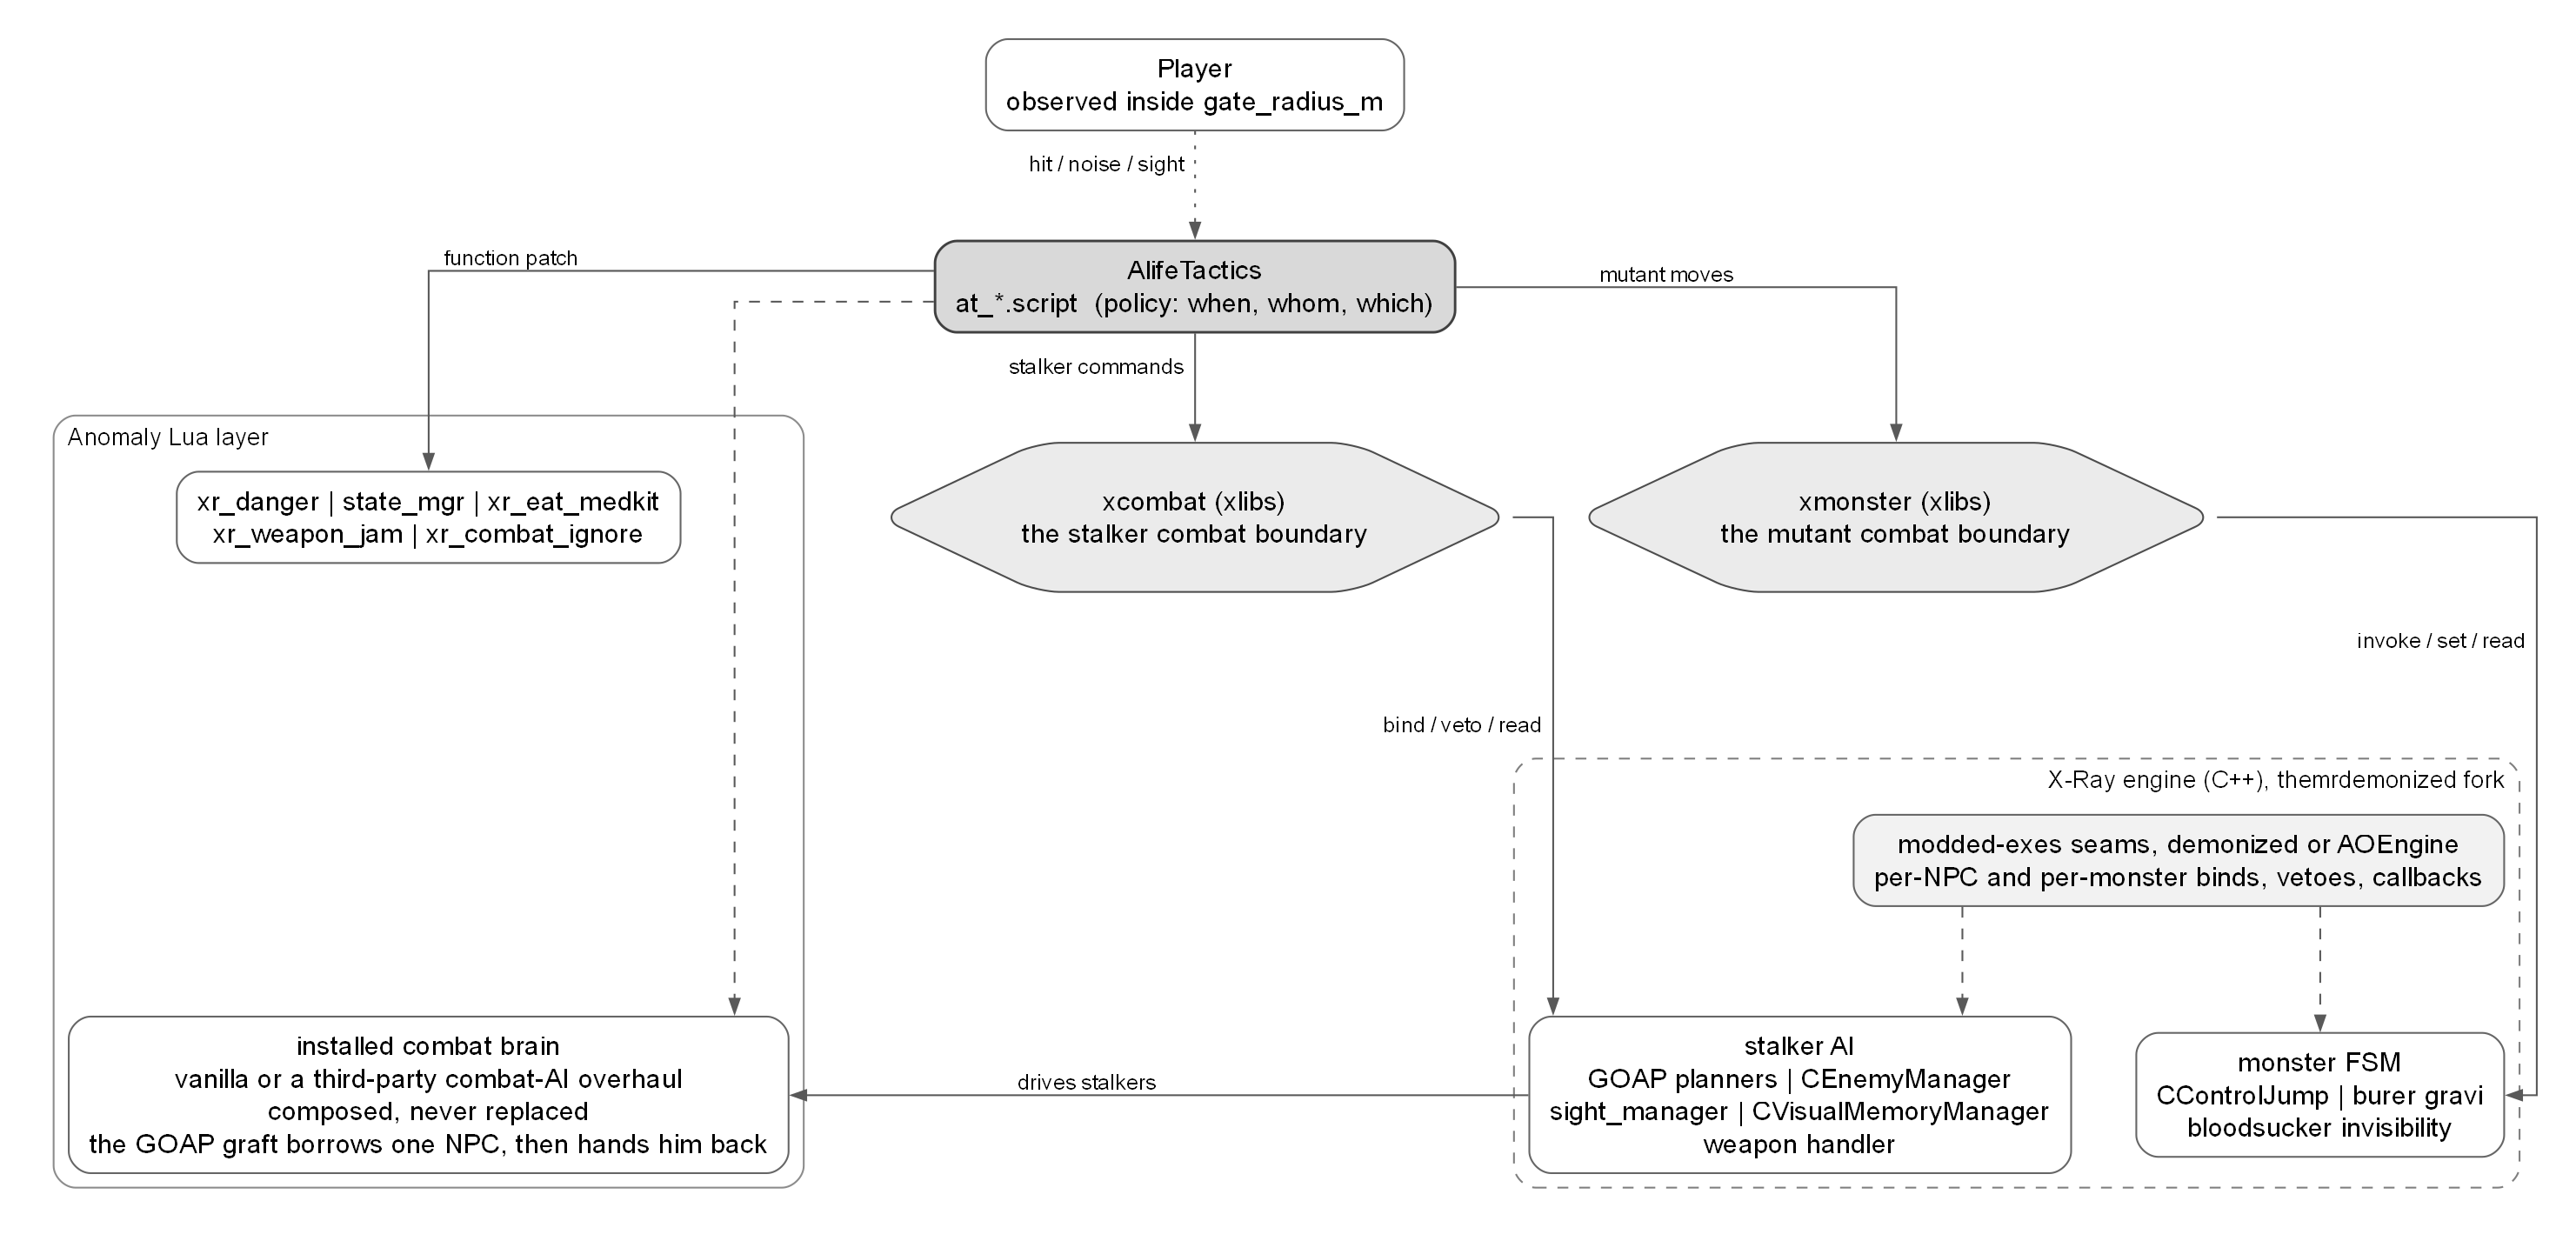 Player
observed inside gate_radius_m
hit / noise / sight
function patch
AlifeTactics
at_*.script  (policy: when, whom, which)
mutant moves
stalker commands
Anomaly Lua layer
xr_danger | state_mgr | xr_eat_medkit
xr_weapon_jam | xr_combat_ignore
xcombat (xlibs)
the stalker combat boundary
xmonster (xlibs)
the mutant combat boundary
invoke / set / read
bind / veto / read
X-Ray engine (C++), themrdemonized fork
modded-exes seams, demonized or AOEngine
per-NPC and per-monster binds, vetoes, callbacks
installed combat brain
vanilla or a third-party combat-AI overhaul
composed, never replaced
the GOAP graft borrows one NPC, then hands him back
drives stalkers
stalker AI
GOAP planners | CEnemyManager
sight_manager | CVisualMemoryManager
weapon handler
monster FSM
CControlJump | burer gravi
bloodsucker invisibility